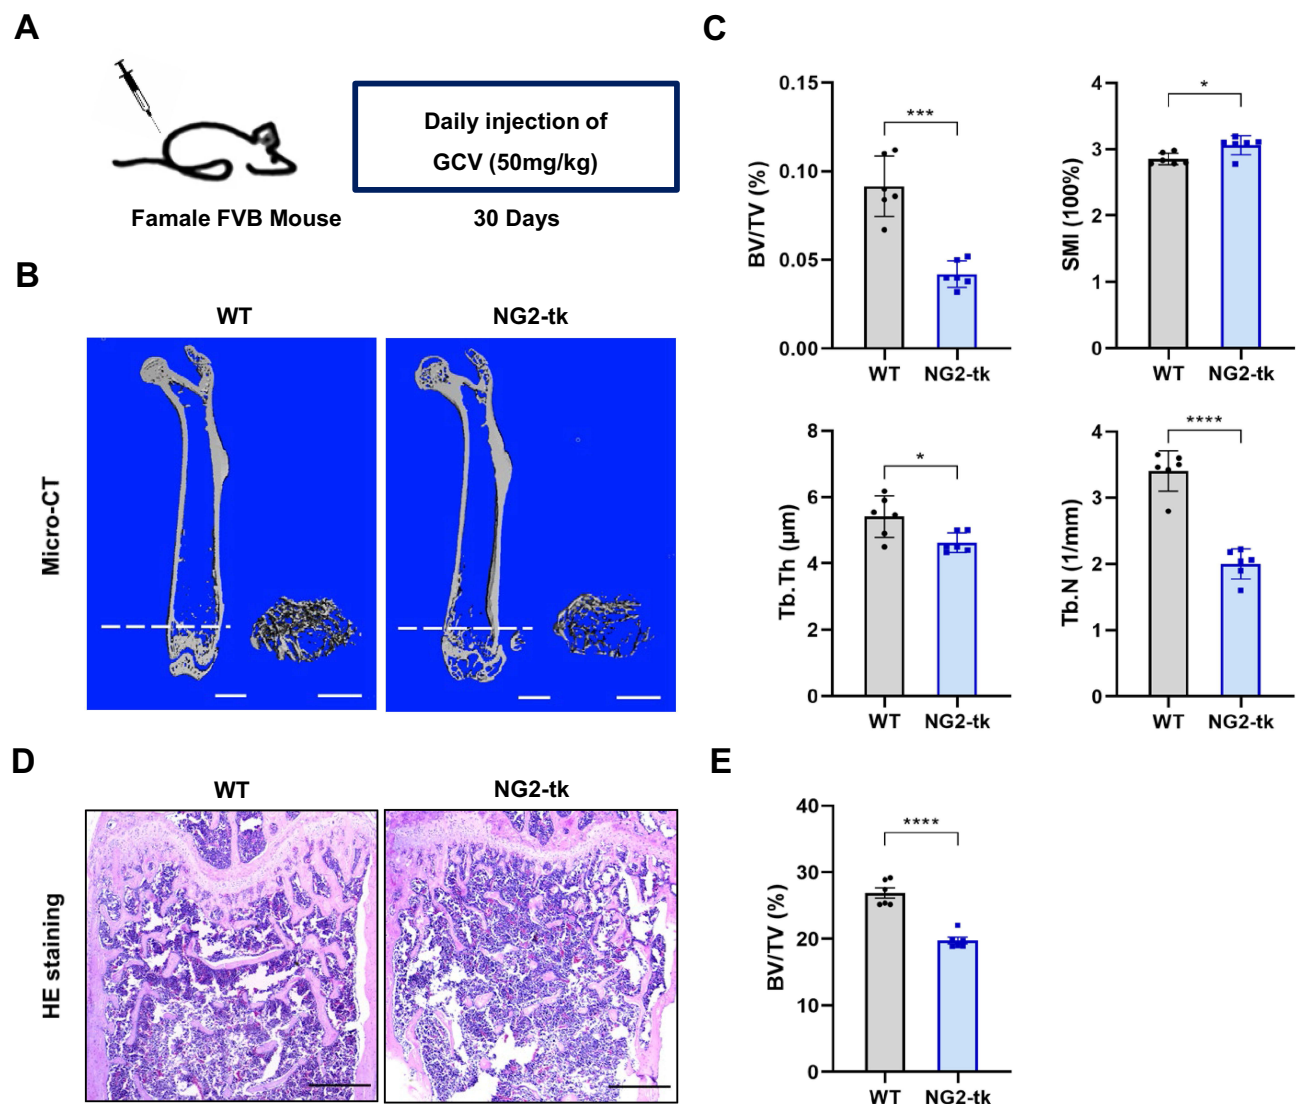 A
Daily injection of
GCV (50mg/kg)
Famale FVB Mouse
30 Days
B
WT
NG2-tk
Micro-CT
C
BV/TV (%)
0.15
0.10
0.05
0.00
***
WT
NG2-tk
SMI (100%)
4
3
2
1
0
*
WT
NG2-tk
Tb.Th (μm)
8
6
4
2
0
*
WT
NG2-tk
Tb.N (1/mm)
4
3
2
1
0
****
WT
NG2-tk
D
WT
NG2-tk
HE staining
E
BV/TV (%)
40
30
20
10
0
****
WT
NG2-tk